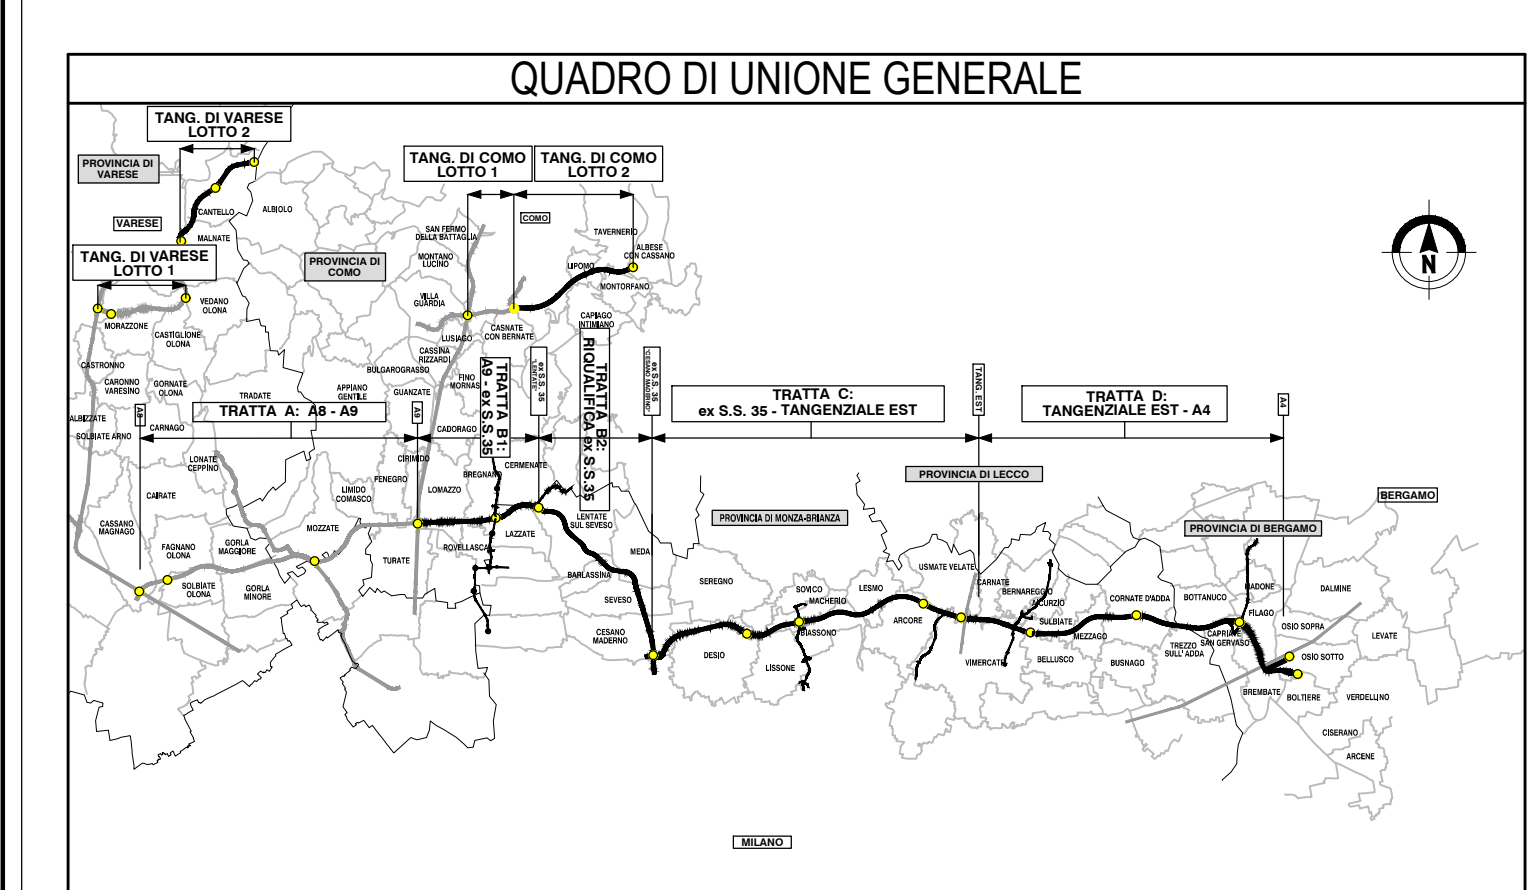 QUADRO DI UNIONE GENERALE
TANG. DI VARESE
LOTTO 2
PROVINCIA DI
VARESE
TANG. DI COMO
LOTTO 1
TANG. DI COMO
LOTTO 2
VARESE
CANTELLO
ALBIOLO
MALNATE
COMO
SAN FERMO
DELLA BATTAGLIA
TAVERNERIO
ALBESE
CON CASSANO
TANG. DI VARESE
LOTTO 1
PROVINCIA DI
COMO
MONTANO
LUCINO
LIPOMO
MONTORFANO
VILLA
GUARDIA
VEDANO
OLONA
MORAZZONE
CASTIGLIONE
OLONA
LUSIAGO
CASNATE
CON BERNATE
CAPIAGO
INTIMIANO
CASSINA
RIZZARDI
BULGAROGRASSO
CASTRONNO
CARONNO
VARESINO
GORNATE
OLONA
TRADATE
APPIANO
GENTILE
GUANZATE
FINO
MORNAS
TRATTA B1:
A9 - ex S.S.35
ex S.S. 35
"LENTATE"
TRATTA B2:
RIQUALIFICA ex S.S.35
ex S.S. 35
"CESANO MADERNO"
TRATTA C:
ex S.S. 35 - TANGENZIALE EST
TANG. EST
TRATTA D:
TANGENZIALE EST - A4
A4
A8
TRATTA A: A8 - A9
A9
ALBIZZATE
SOLBIATE ARNO
CARNAGO
CADORAGO
CIRIMIDO
CERMENATE
BREGNANO
LONATE
CEPPINO
FENEGRO
LIMIDO
COMASCO
LOMAZZO
CAIRATE
PROVINCIA DI LECCO
BERGAMO
PROVINCIA DI MONZA-BRIANZA
PROVINCIA DI BERGAMO
CASSANO
MAGNAGO
MOZZATE
LENTATE
SUL SEVESO
LAZZATE
FAGNANO
OLONA
GORLA
MAGGIORE
TURATE
ROVELLASCA
MEDA
BARLASSINA
SOLBIATE
OLONA
GORLA
MINORE
SEVESO
SEREGNO
SOVICO
MACHERIO
LESMO
USMATE VELATE
CARNATE
BERNAREGGIO
CORNATE D'ADDA
BOTTANUCO
MADONE
DALMINE
FILAGO
CESANO
MADERNO
DESIO
BIASSONO
LISSONE
ARCORE
VIMERCATE
AICURZIO
SULBIATE
MEZZAGO
BELLUSCO
BUSNAGO
TREZZO
SULL' ADDA
CAPRIATE
SAN GERVASO
OSIO SOPRA
LEVATE
OSIO SOTTO
BREMBATE
BOLTIERE
VERDELLINO
CISERANO
ARCENE
MILANO
N